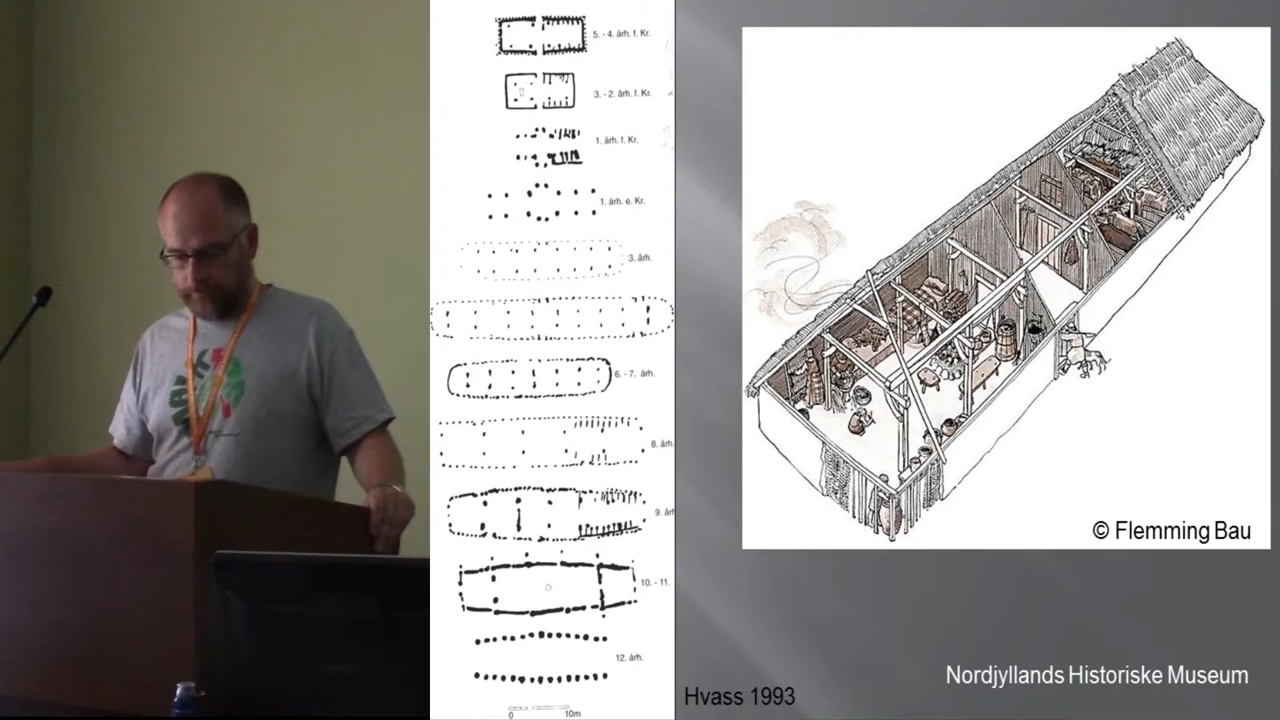 5. - 4. årh. f. Kr.
3. - 2. årh. f. Kr.
1. årh. f. Kr.
1. årh. e. Kr.
3. årh.
6. - 7. årh.
8. årh.
9. årh
10. - 11.
12. årh.
0 10m
Hvass 1993
© Flemming Bau
Nordjyllands Historiske Museum